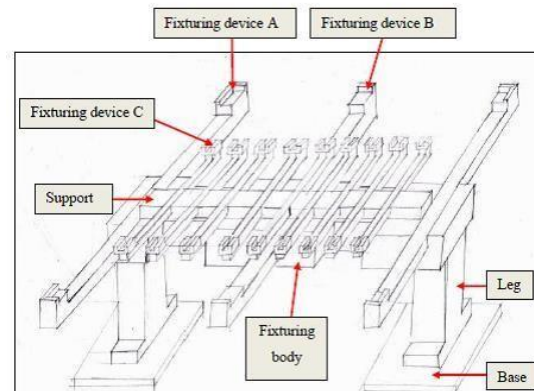 Fixturing device A
Fixturing device B
Fixturing device C
Support
Leg
Fixturing
body
Base